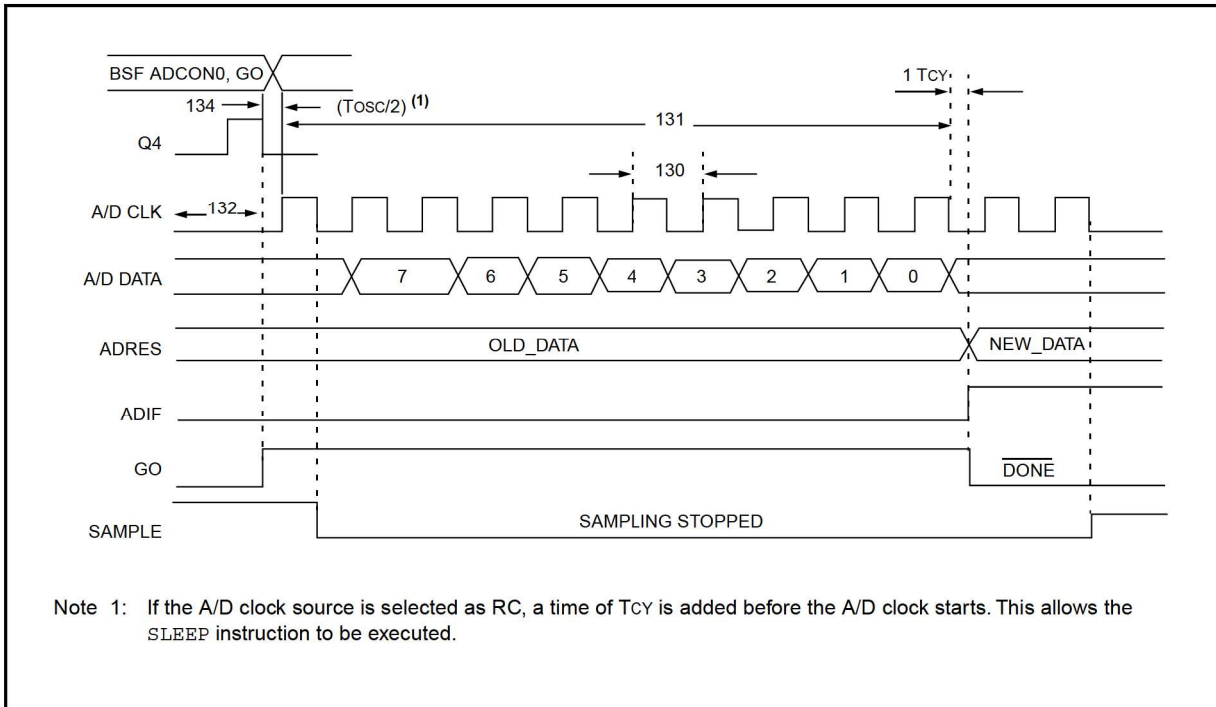 BSF ADCON0, GO
1 TCY
134
(TOSC/2) (1)
131
Q4
130
A/D CLK
132
A/D DATA
7 6 5 4 3 2 1 0
ADRES
OLD_DATA
NEW_DATA
ADIF
GO
DONE
SAMPLE
SAMPLING STOPPED
Note 1: If the A/D clock source is selected as RC, a time of TCY is added before the A/D clock starts. This allows the
SLEEP instruction to be executed.